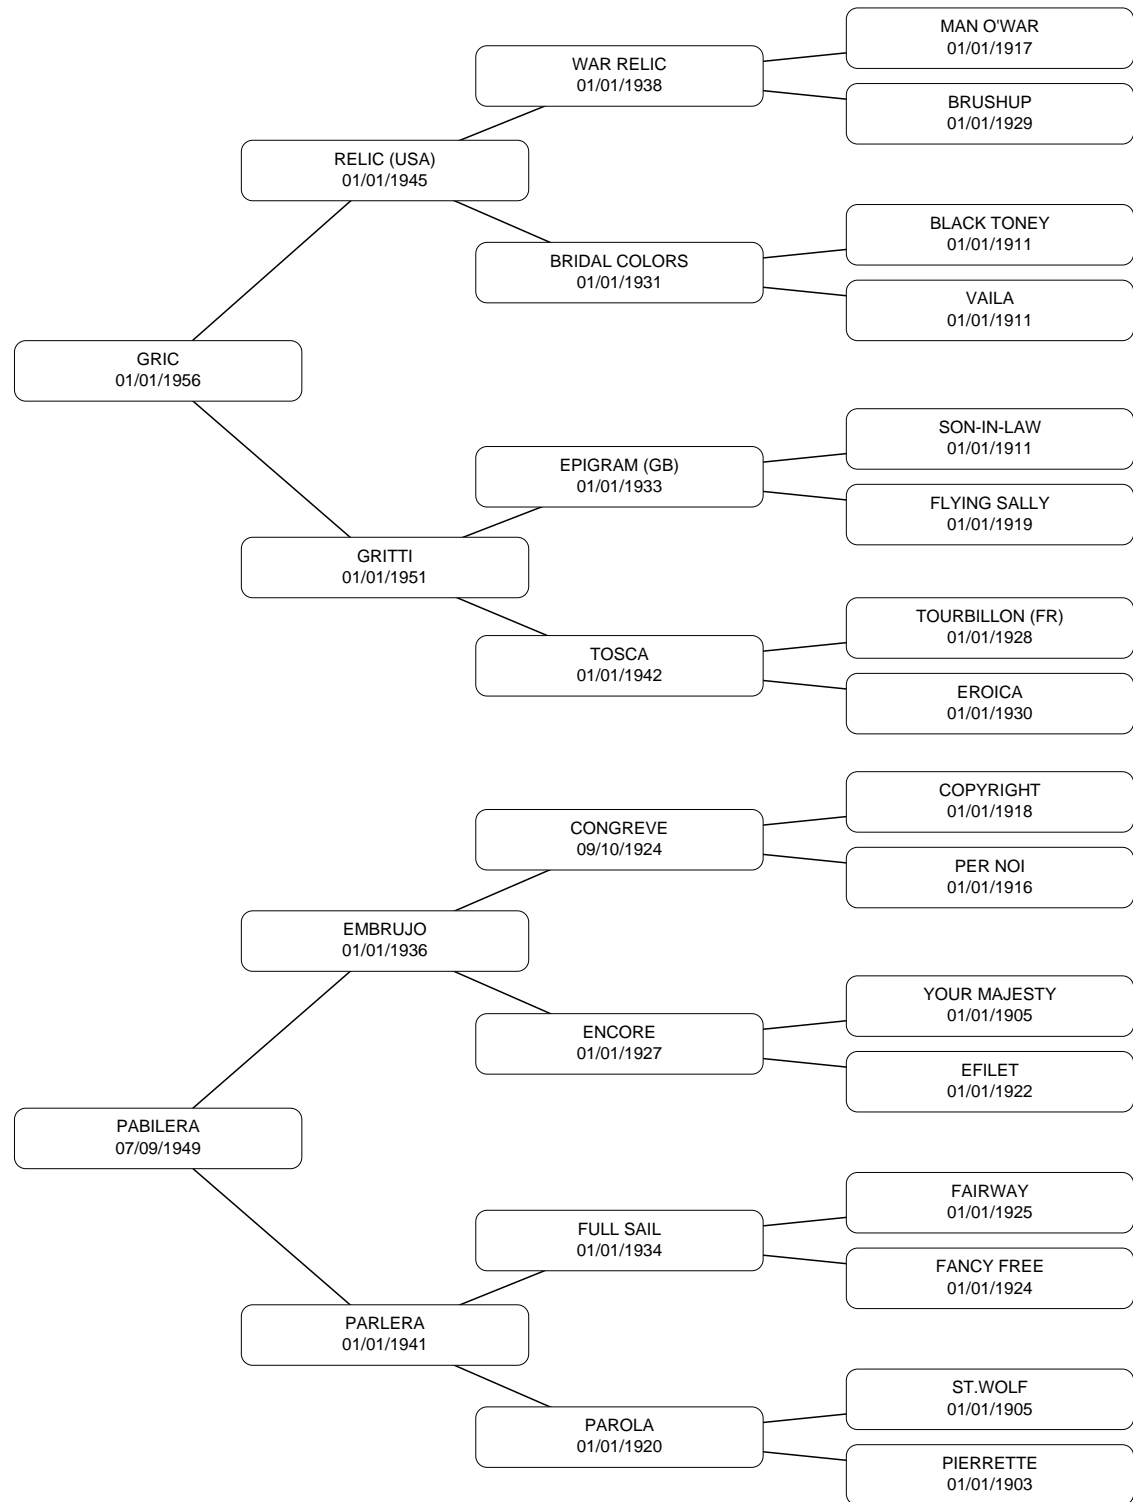 MAN O'WAR
01/01/1917
WAR RELIC
01/01/1938
BRUSHUP
01/01/1929
RELIC (USA)
01/01/1945
BLACK TONEY
01/01/1911
BRIDAL COLORS
01/01/1931
VAILA
01/01/1911
GRIC
01/01/1956
SON-IN-LAW
01/01/1911
EPIGRAM (GB)
01/01/1933
FLYING SALLY
01/01/1919
GRITTI
01/01/1951
TOURBILLON (FR)
01/01/1928
TOSCA
01/01/1942
EROICA
01/01/1930
COPYRIGHT
01/01/1918
CONGREVE
09/10/1924
PER NOI
01/01/1916
EMBRUJO
01/01/1936
YOUR MAJESTY
01/01/1905
ENCORE
01/01/1927
EFILET
01/01/1922
PABILERA
07/09/1949
FAIRWAY
01/01/1925
FULL SAIL
01/01/1934
FANCY FREE
01/01/1924
PARLERA
01/01/1941
ST.WOLF
01/01/1905
PAROLA
01/01/1920
PIERRETTE
01/01/1903